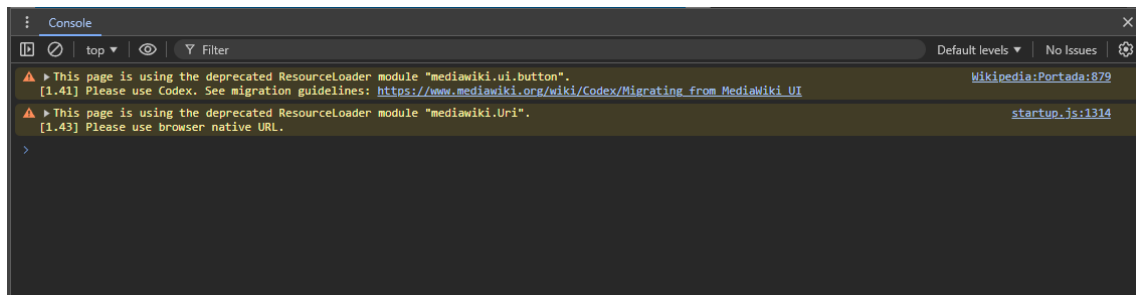 Console
top
Filter
Default levels
No Issues
This page is using the deprecated ResourceLoader module "mediawiki.ui.button".
Wikipedia:Portada:879
[1.41] Please use Codex. See migration guidelines: https://www.mediawiki.org/wiki/Codex/Migrating_from_MediaWiki_UI
This page is using the deprecated ResourceLoader module "mediawiki.Uri".
startup.js:1314
[1.43] Please use browser native URL.